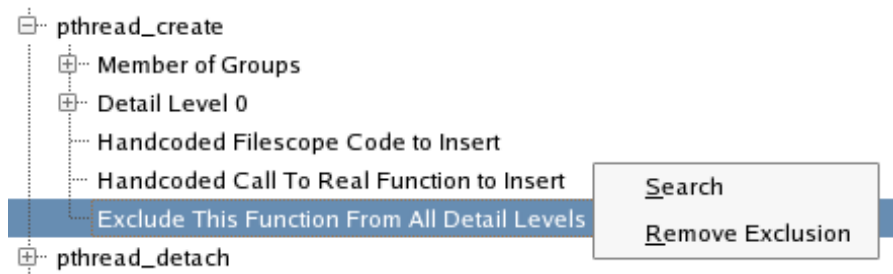 pthread_create
Member of Groups
Detail Level 0
Handcoded Filescope Code to Insert
Handcoded Call To Real Function to Insert
Exclude This Function From All Detail Levels
pthread_detach
Search
Remove Exclusion